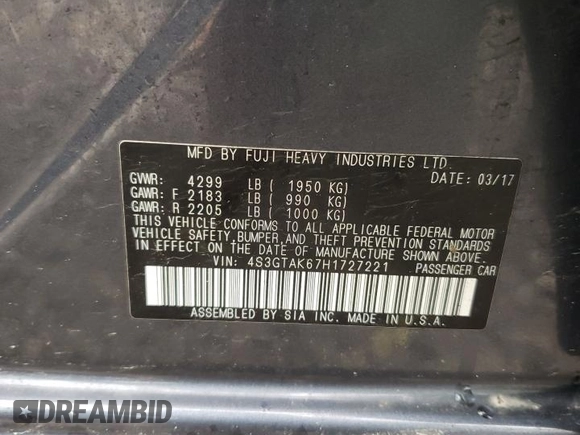 MFD BY FUJI HEAVY INDUSTRIES LTD.
GVWR: 4299 LB ( 1950 KG) DATE: 03/17
GAWR: F 2183 LB ( 990 KG)
GAWR: R 2205 LB ( 1000 KG)
THIS VEHICLE CONFORMS TO ALL APPLICABLE FEDERAL MOTOR
VEHICLE SAFETY, BUMPER, AND THEFT PREVENTION STANDARDS
IN EFFECT ON THE DATE OF MANUFACTURE SHOWN ABOVE.
VIN: 4S3GTAK67H1727221 PASSENGER CAR
ASSEMBLED BY SIA INC. MADE IN U.S.A.
DREAMBID